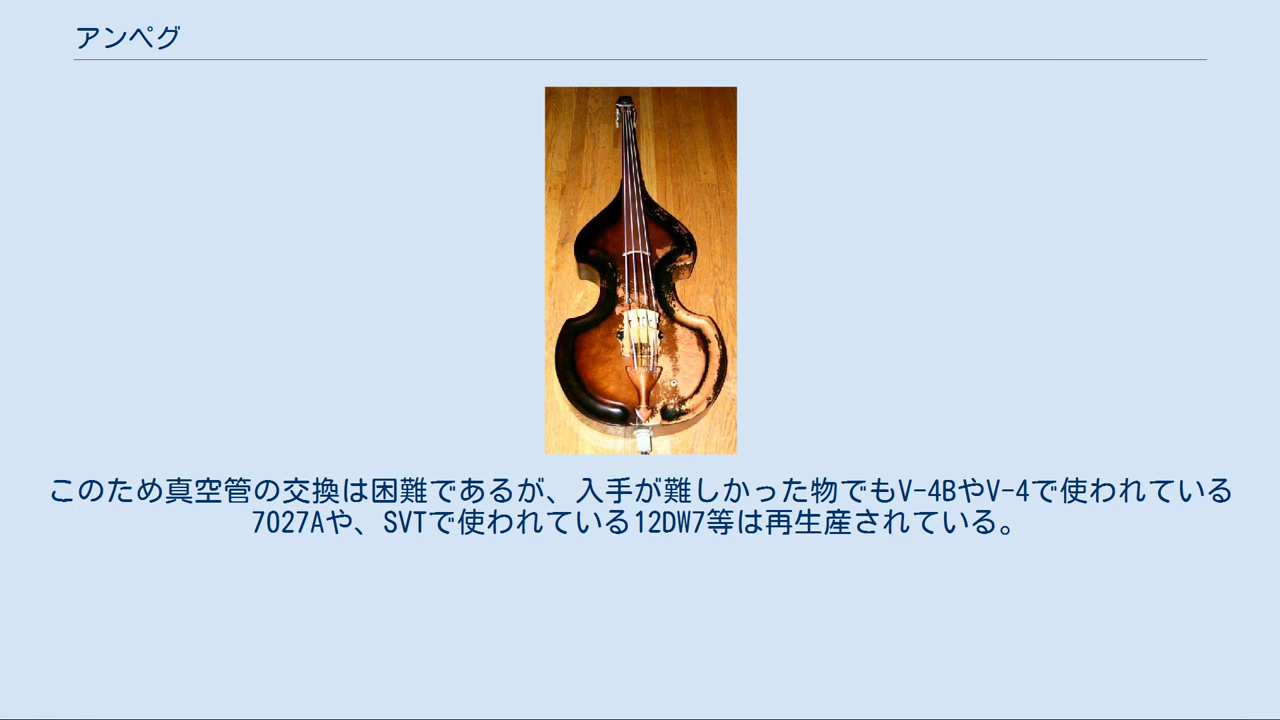 アンペグ
このため真空管の交換は困難であるが、入手が難しかった物でもV-4BやV-4で使われている
7027Aや、SVTで使われている12DW7等は再生産されている。